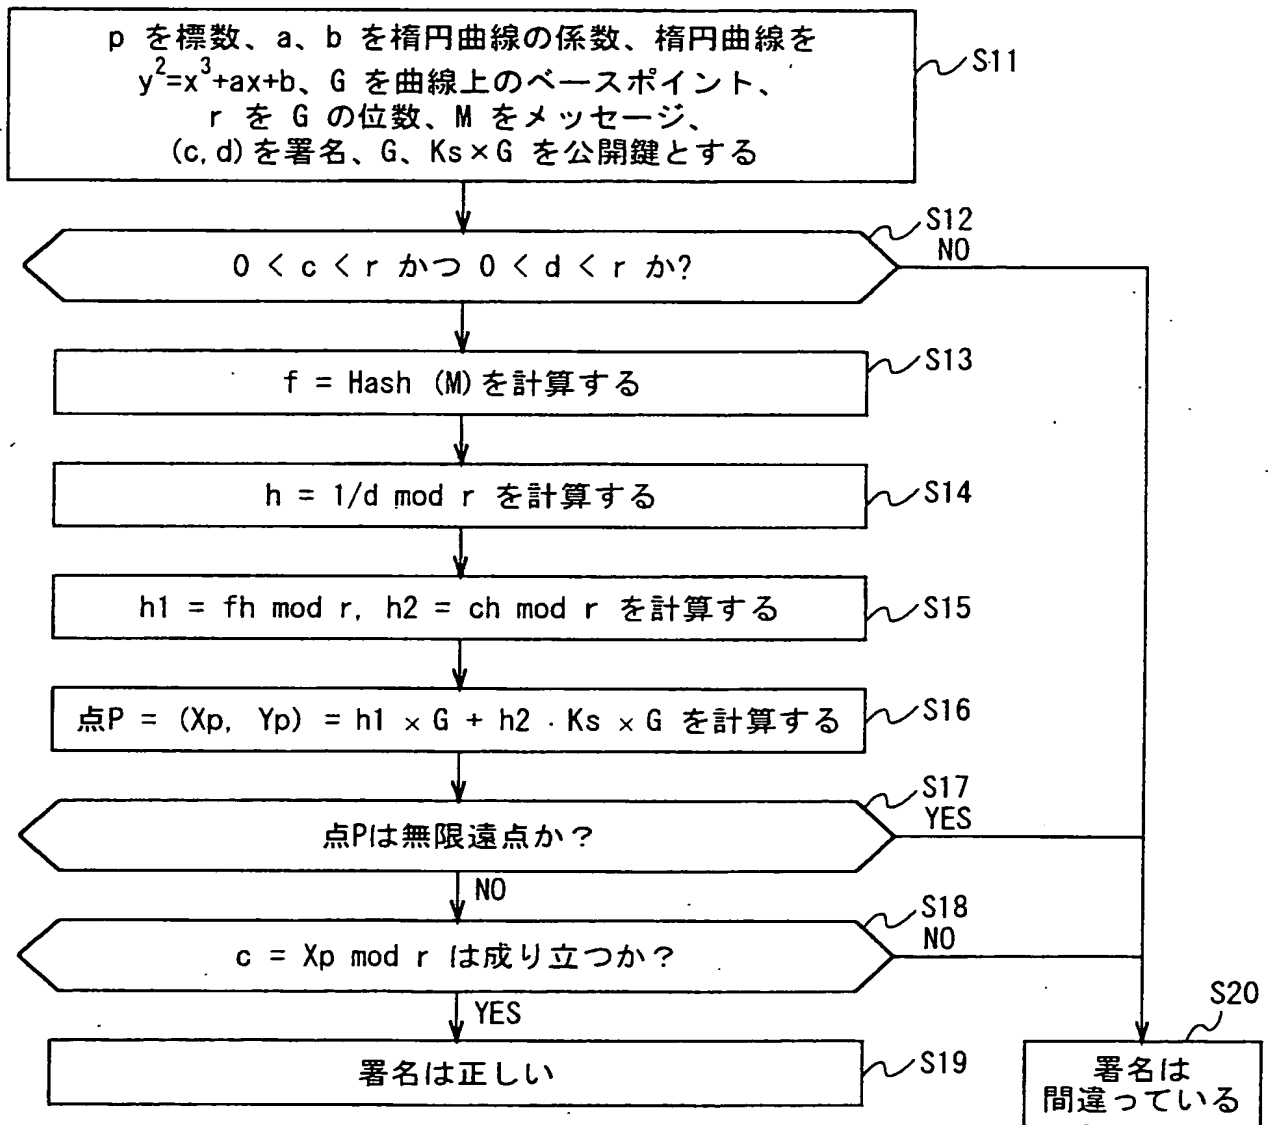 p を標数、a、b を楕円曲線の係数、楕円曲線を
y²=x³+ax+b、G を曲線上のベースポイント、
r を G の位数、M をメッセージ、
(c,d)を署名、G、Ks×G を公開鍵とする
S11
S12
0 < c < r かつ 0 < d < r か?
NO
f = Hash (M)を計算する
S13
h = 1/d mod r を計算する
S14
h1 = fh mod r, h2 = ch mod r を計算する
S15
点P = (Xp, Yp) = h1 × G + h2 · Ks × G を計算する
S16
S17
点Pは無限遠点か?
YES
NO
S18
c = Xp mod r は成り立つか?
NO
YES
署名は正しい
S19
S20
署名は
間違っている